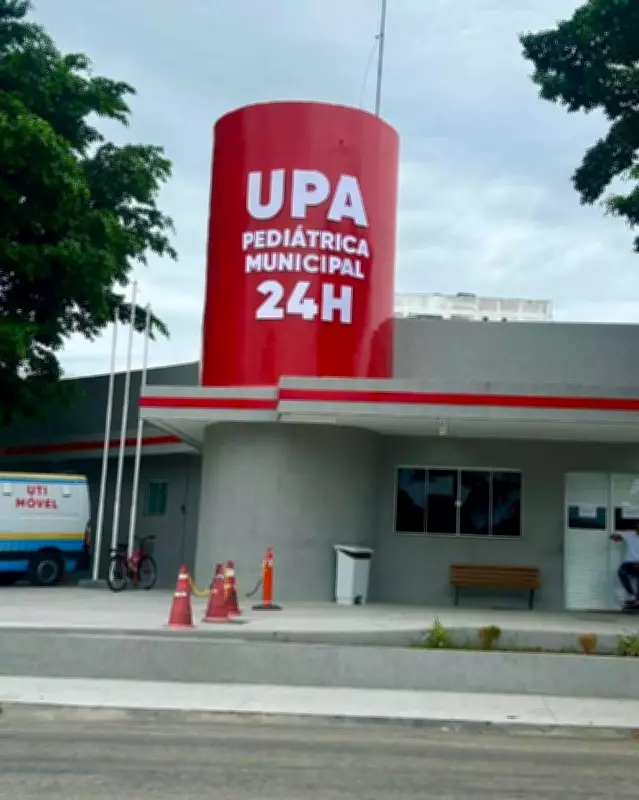 UPA
PEDIÁTRICA
MUNICIPAL
24H
UTI
MÓVEL